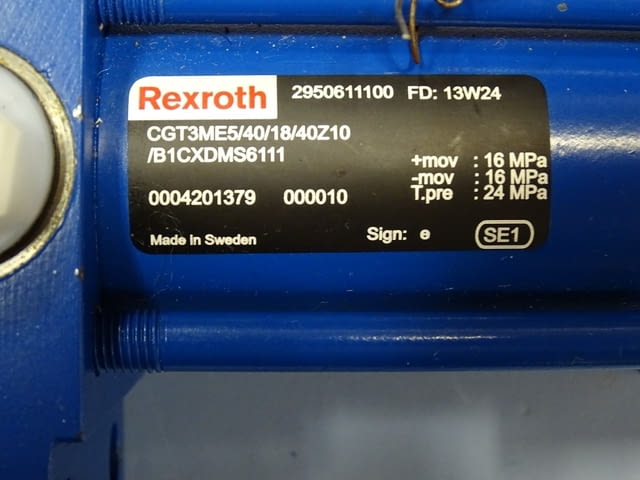 Rexroth 2950611100 FD: 13W24
CGT3ME5/40/18/40Z10
/B1CXDMS6111
+mov : 16 MPa
-mov : 16 MPa
0004201379 000010 T.pre : 24 MPa
Made in Sweden Sign: e SE1